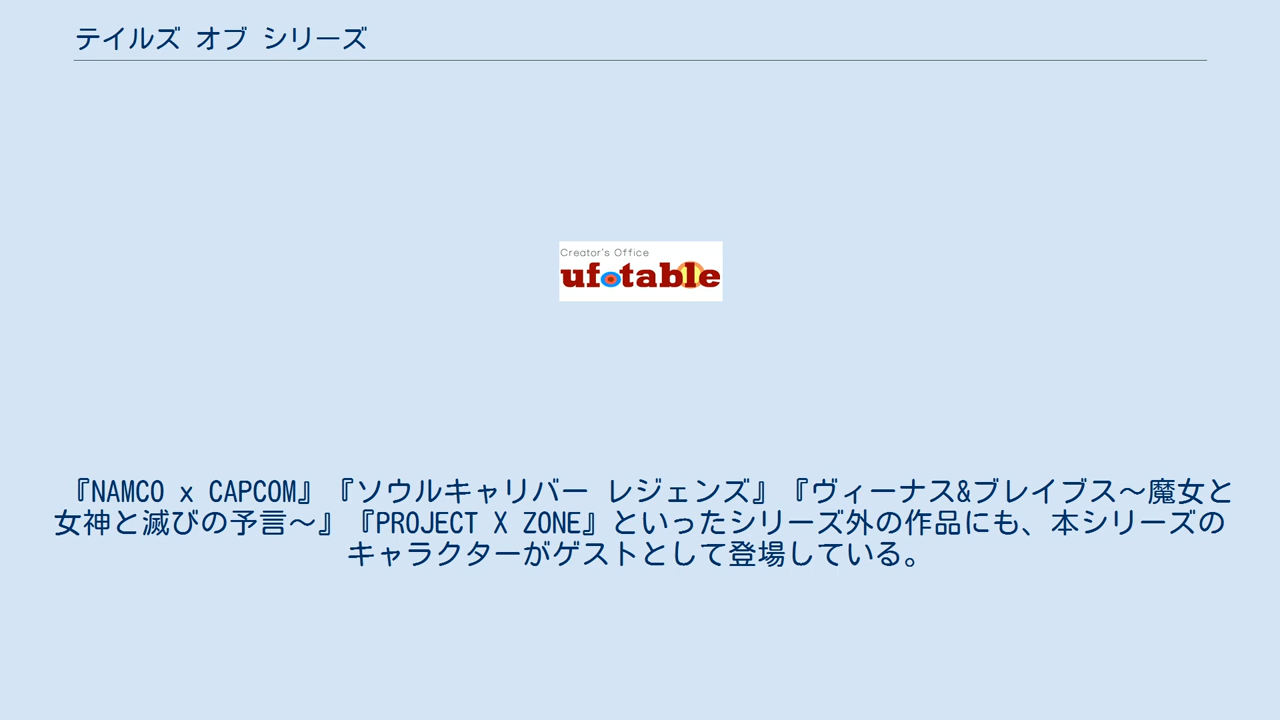 テイルズ オブ シリーズ
Creator's Office
ufotable
『NAMCO x CAPCOM』『ソウルキャリバー レジェンズ』『ヴィーナス&ブレイブス〜魔女と
女神と滅びの予言〜』『PROJECT X ZONE』といったシリーズ外の作品にも、本シリーズの
キャラクターがゲストとして登場している。